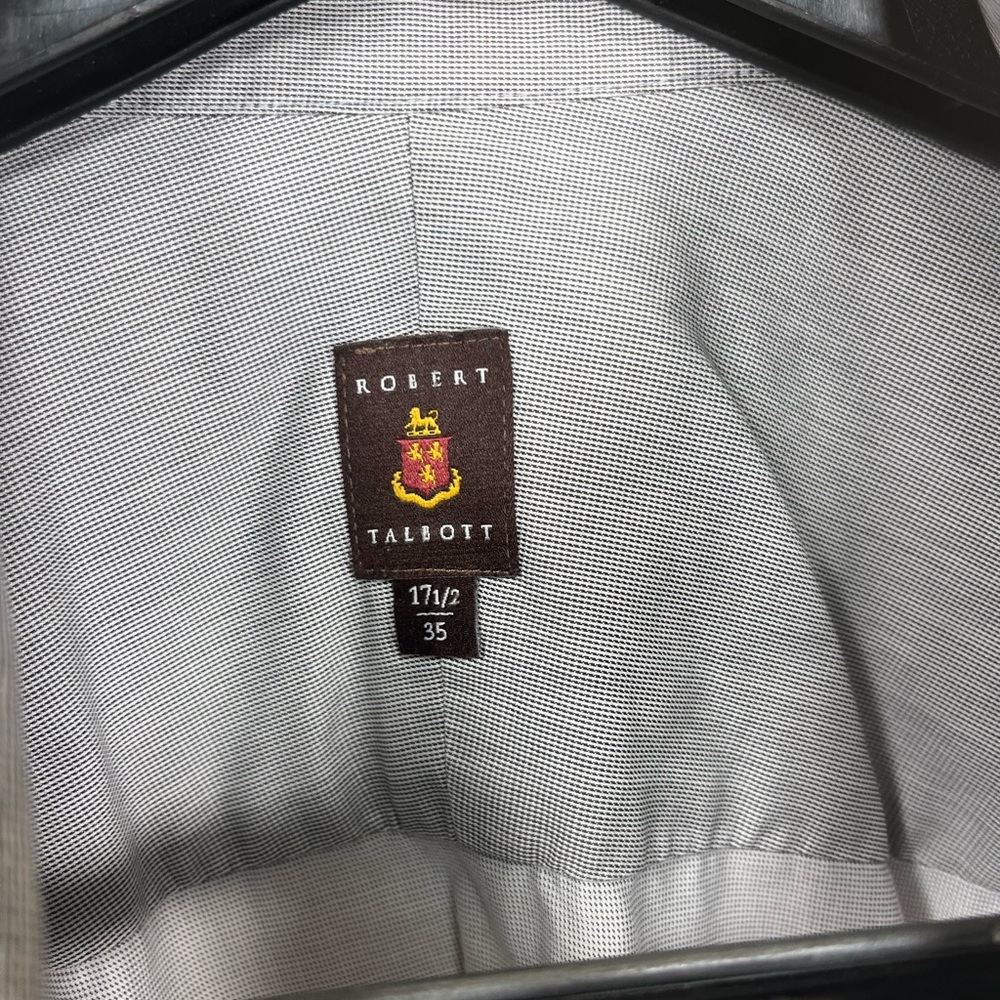 ROBERT
TALBOTT
17 1/2
35